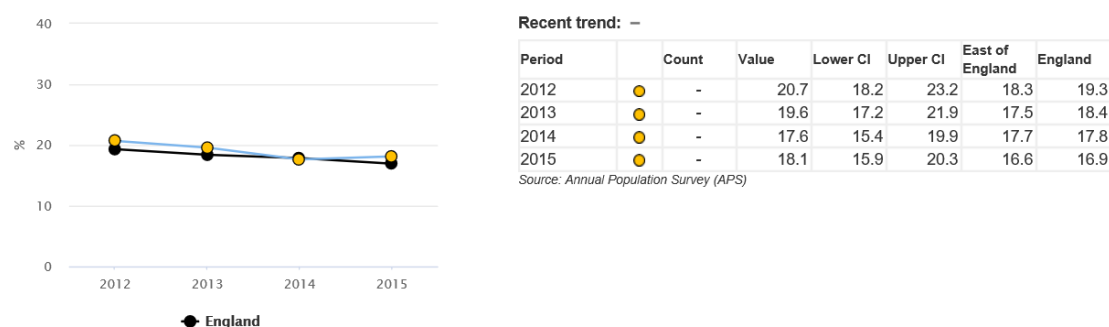 40
30
20
10
0
%
2012 2013 2014 2015
England
Recent trend: –
Period Count Value Lower CI Upper CI East of England England
2012 - 20.7 18.2 23.2 18.3 19.3
2013 - 19.6 17.2 21.9 17.5 18.4
2014 - 17.6 15.4 19.9 17.7 17.8
2015 - 18.1 15.9 20.3 16.6 16.9
Source: Annual Population Survey (APS)